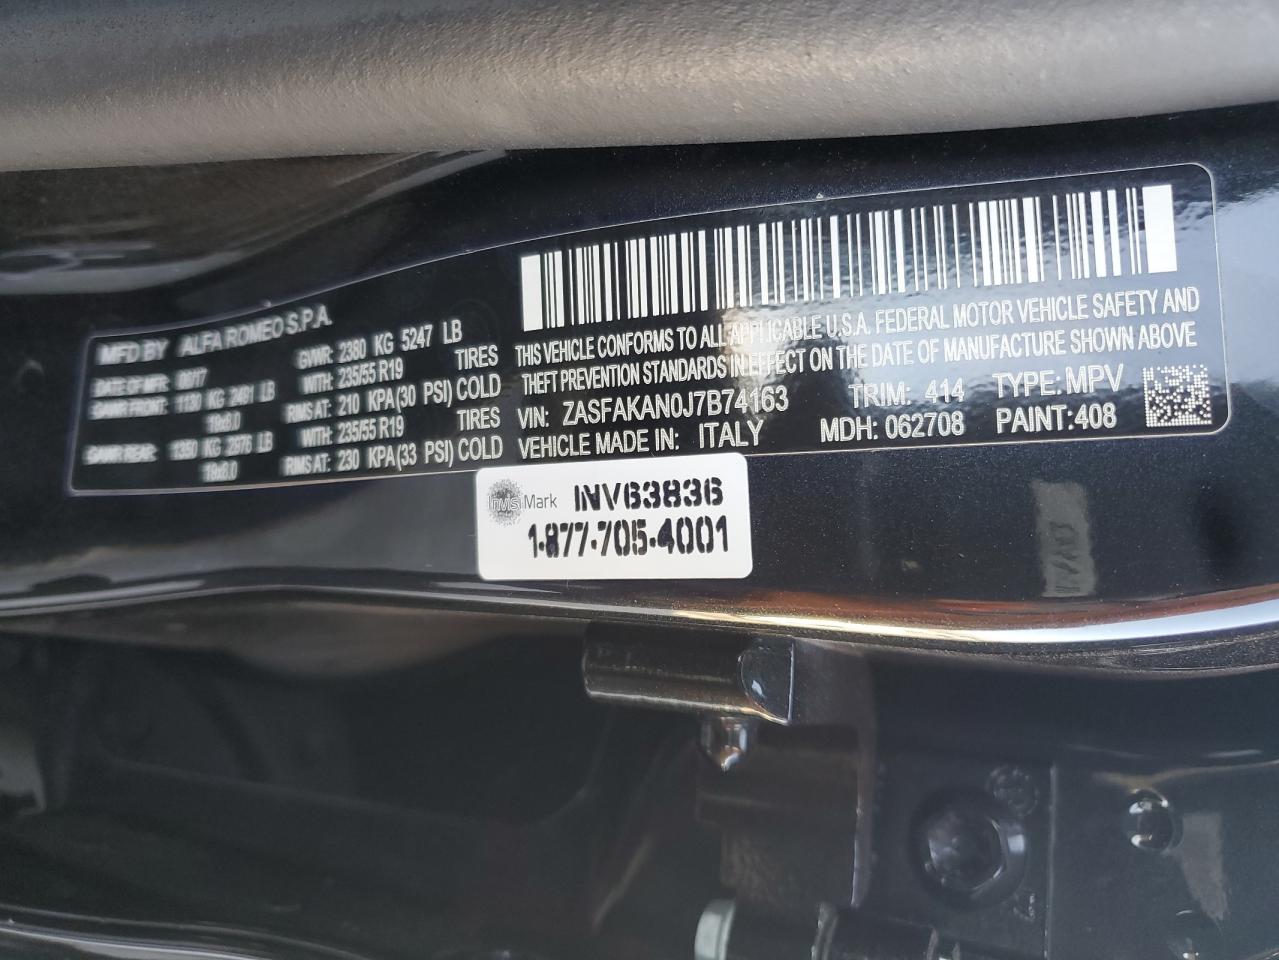 MFD BY ALFA ROMEO S.P.A.
DATE OF MFR: GVWR: 2380 KG 5247 LB
GAWR FRONT: 1130 KG 2491 LB WITH: 235/55 R19 TIRES
19x8.0 RIMS AT: 210 KPA(30 PSI) COLD
GAWR REAR: 1350 KG 2976 LB WITH: 235/55 R19 TIRES
19x8.0 RIMS AT: 230 KPA(33 PSI) COLD
THIS VEHICLE CONFORMS TO ALL APPLICABLE U.S.A. FEDERAL MOTOR VEHICLE SAFETY AND
THEFT PREVENTION STANDARDS IN EFFECT ON THE DATE OF MANUFACTURE SHOWN ABOVE
VIN: ZASFAKAN0J7B74163 TRIM: 414 TYPE: MPV
VEHICLE MADE IN: ITALY MDH: 062708 PAINT: 408
InvisiMark INV63836
1-877-705-4001